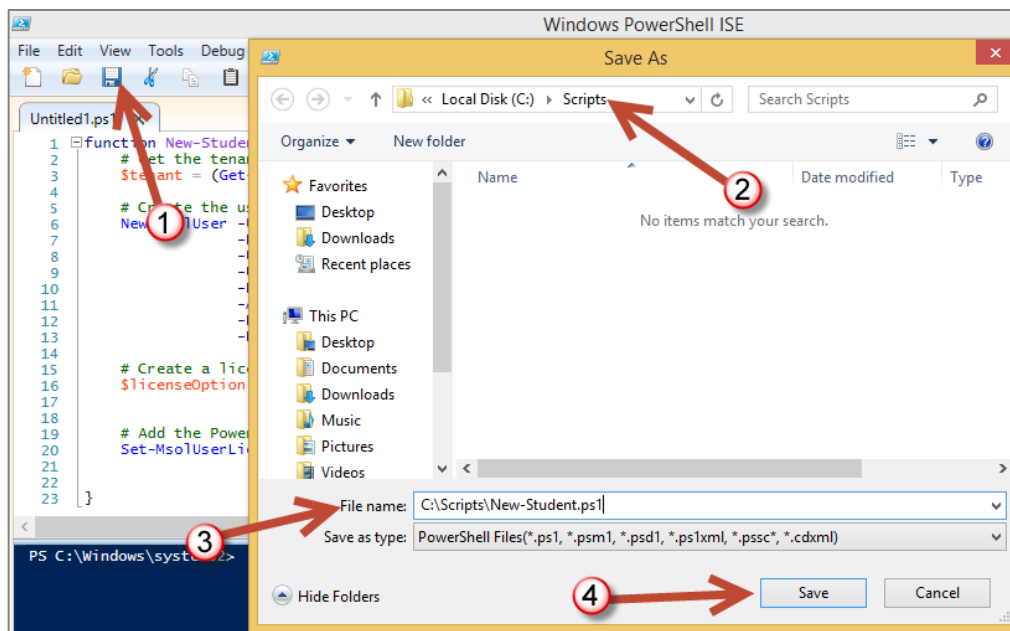 Windows PowerShell ISE
File Edit View Tools Debug
Untitled1.ps1 X
1 function New-Stude
2 # Get the tena
3 $tenant = (Get-
4
5 # Create the us
6 New
7
8
9
10
11
12
13
14
15 # Create a lic
16 $licenseOption
17
18
19 # Add the Power
20 Set-MsolUserLi
21
22
23 }
PS C:\Windows\syst
Save As
« Local Disk (C:) Scripts
Search Scripts
Organize New folder
Favorites
Desktop
Downloads
Recent places
This PC
Desktop
Documents
Downloads
Music
Pictures
Videos
Name Date modified Type
No items match your search.
File name: C:\Scripts\New-Student.ps1
Save as type: PowerShell Files(*.ps1, *.psm1, *.psd1, *.ps1xml, *.pssc*, *.cdxml)
Hide Folders
Save Cancel
1
2
3
4